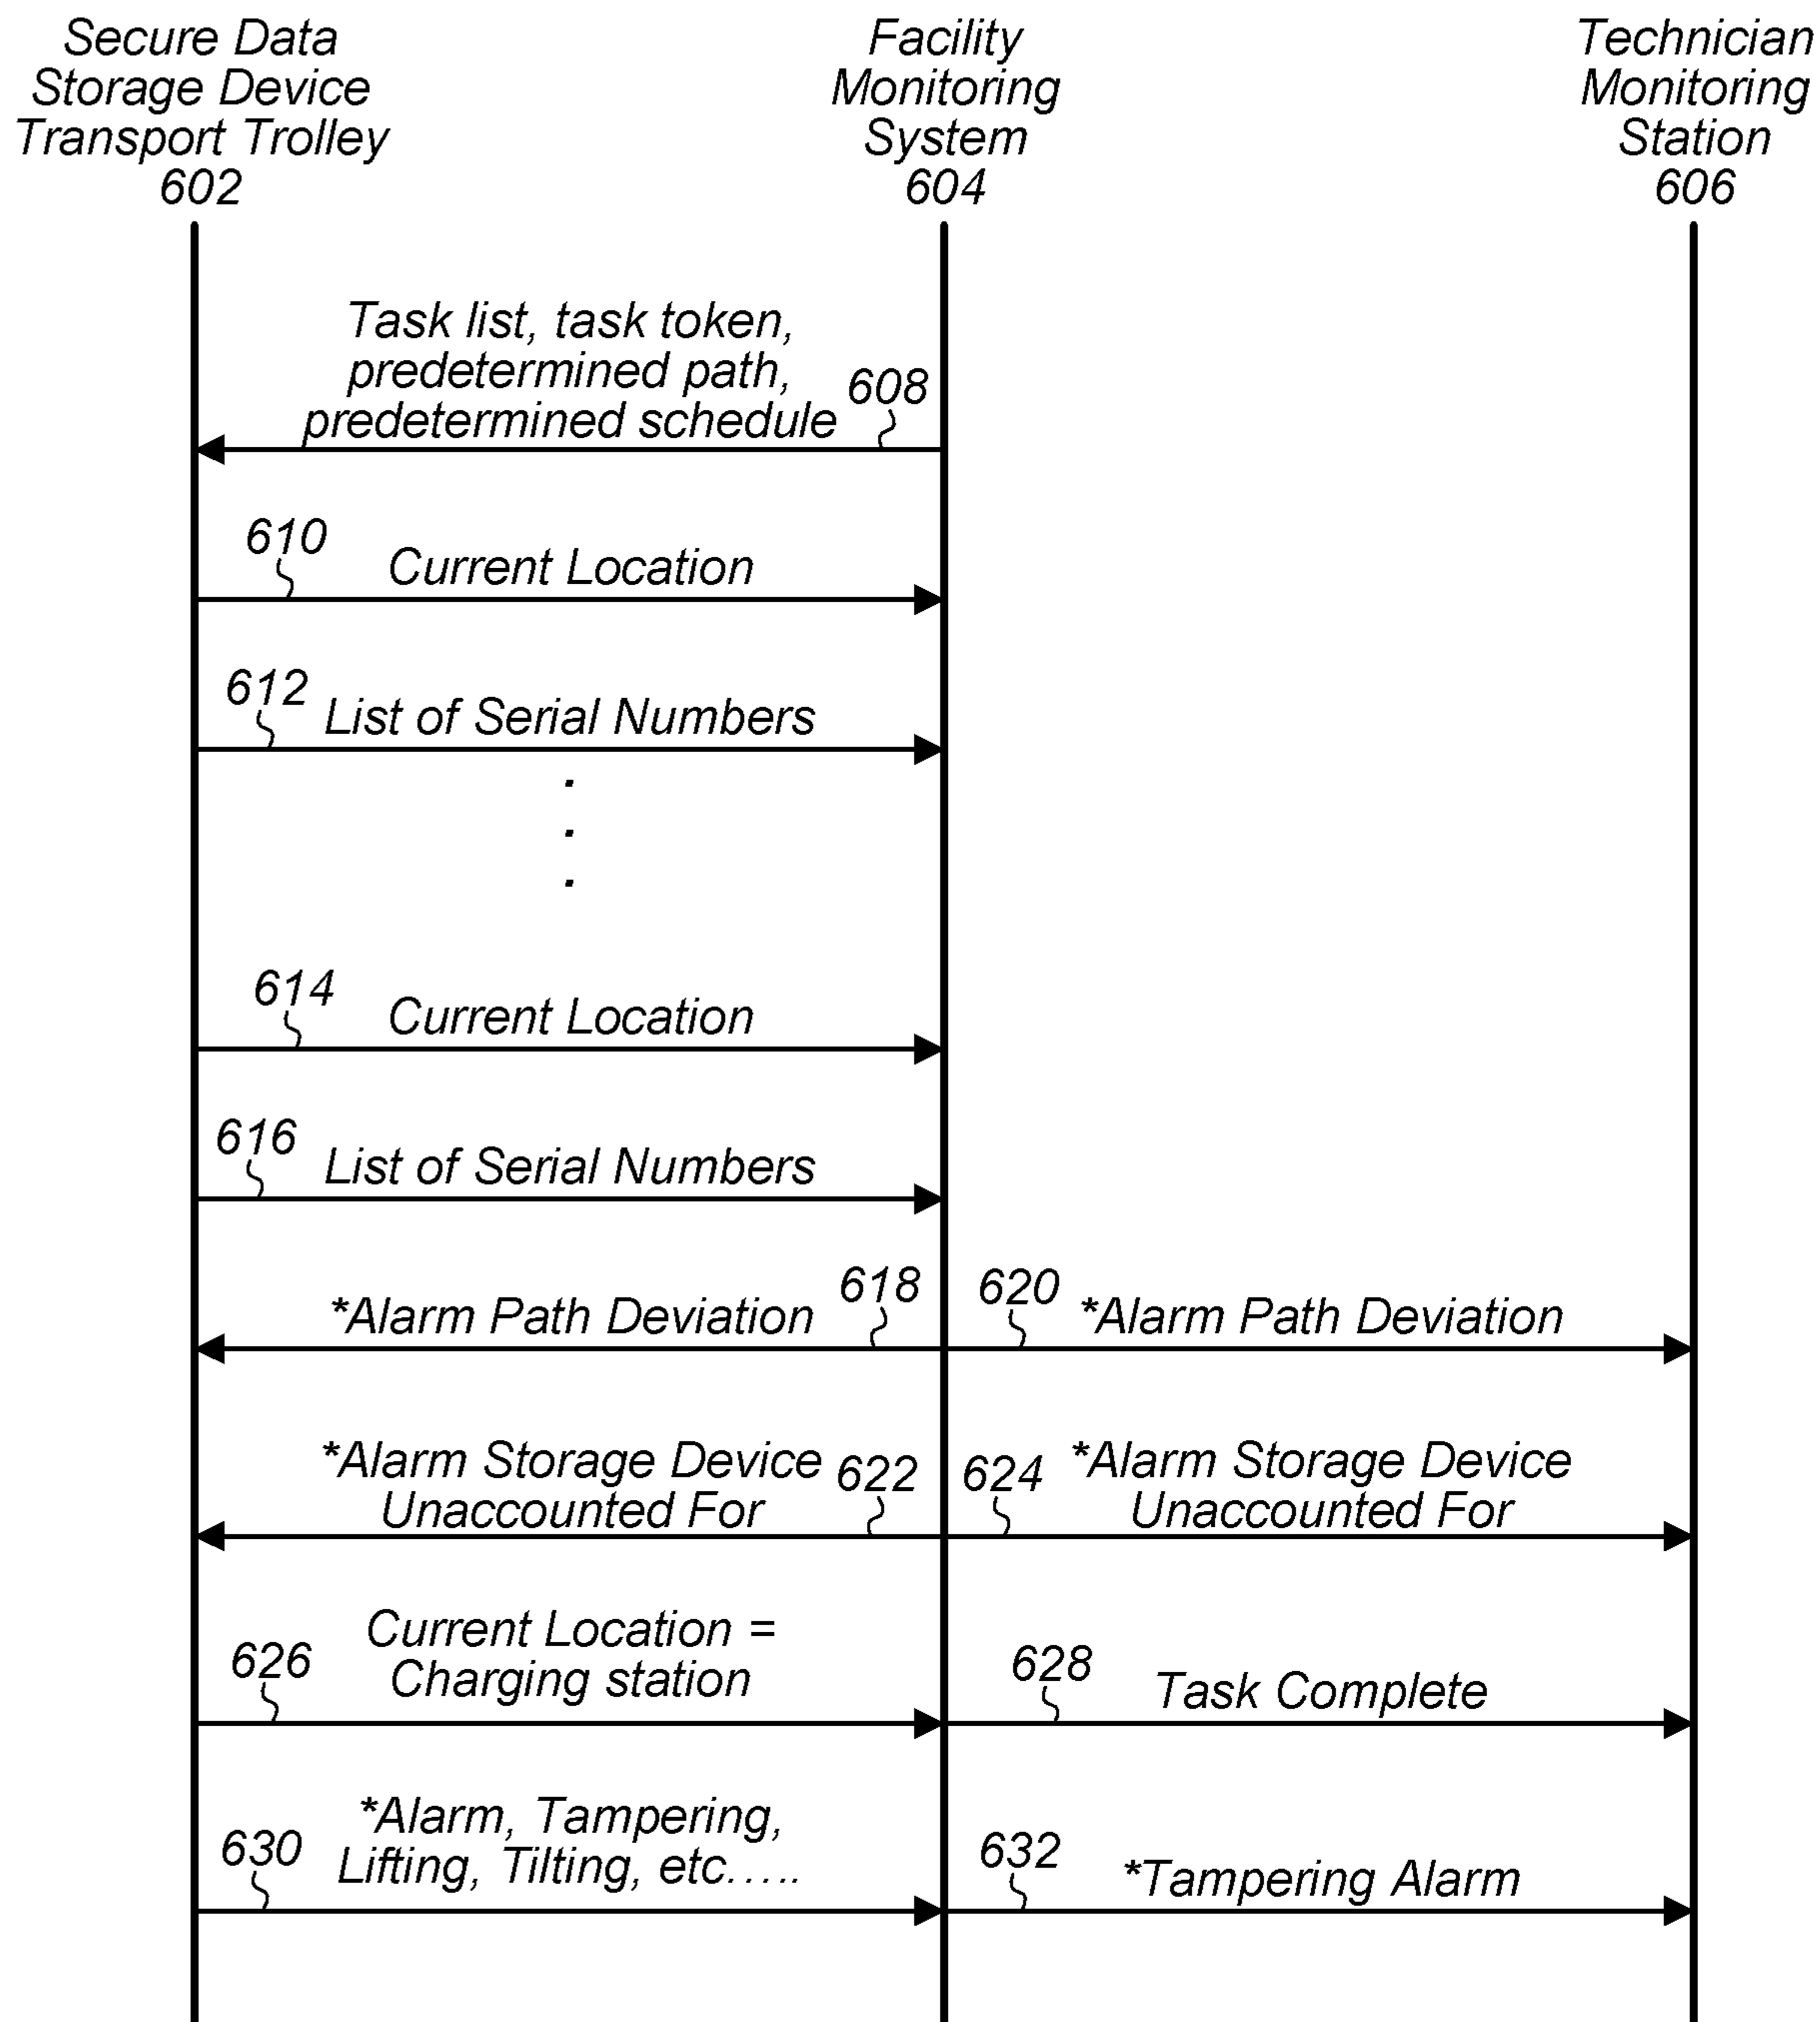 Secure Data
Storage Device
Transport Trolley
602
Facility
Monitoring
System
604
Technician
Monitoring
Station
606
Task list, task token,
predetermined path,
predetermined schedule
608
610
Current Location
612
List of Serial Numbers
.
.
.
614
Current Location
616
List of Serial Numbers
*Alarm Path Deviation
618
620
*Alarm Path Deviation
*Alarm Storage Device
Unaccounted For
622
624
*Alarm Storage Device
Unaccounted For
626
Current Location =
Charging station
628
Task Complete
630
*Alarm, Tampering,
Lifting, Tilting, etc.....
632
*Tampering Alarm